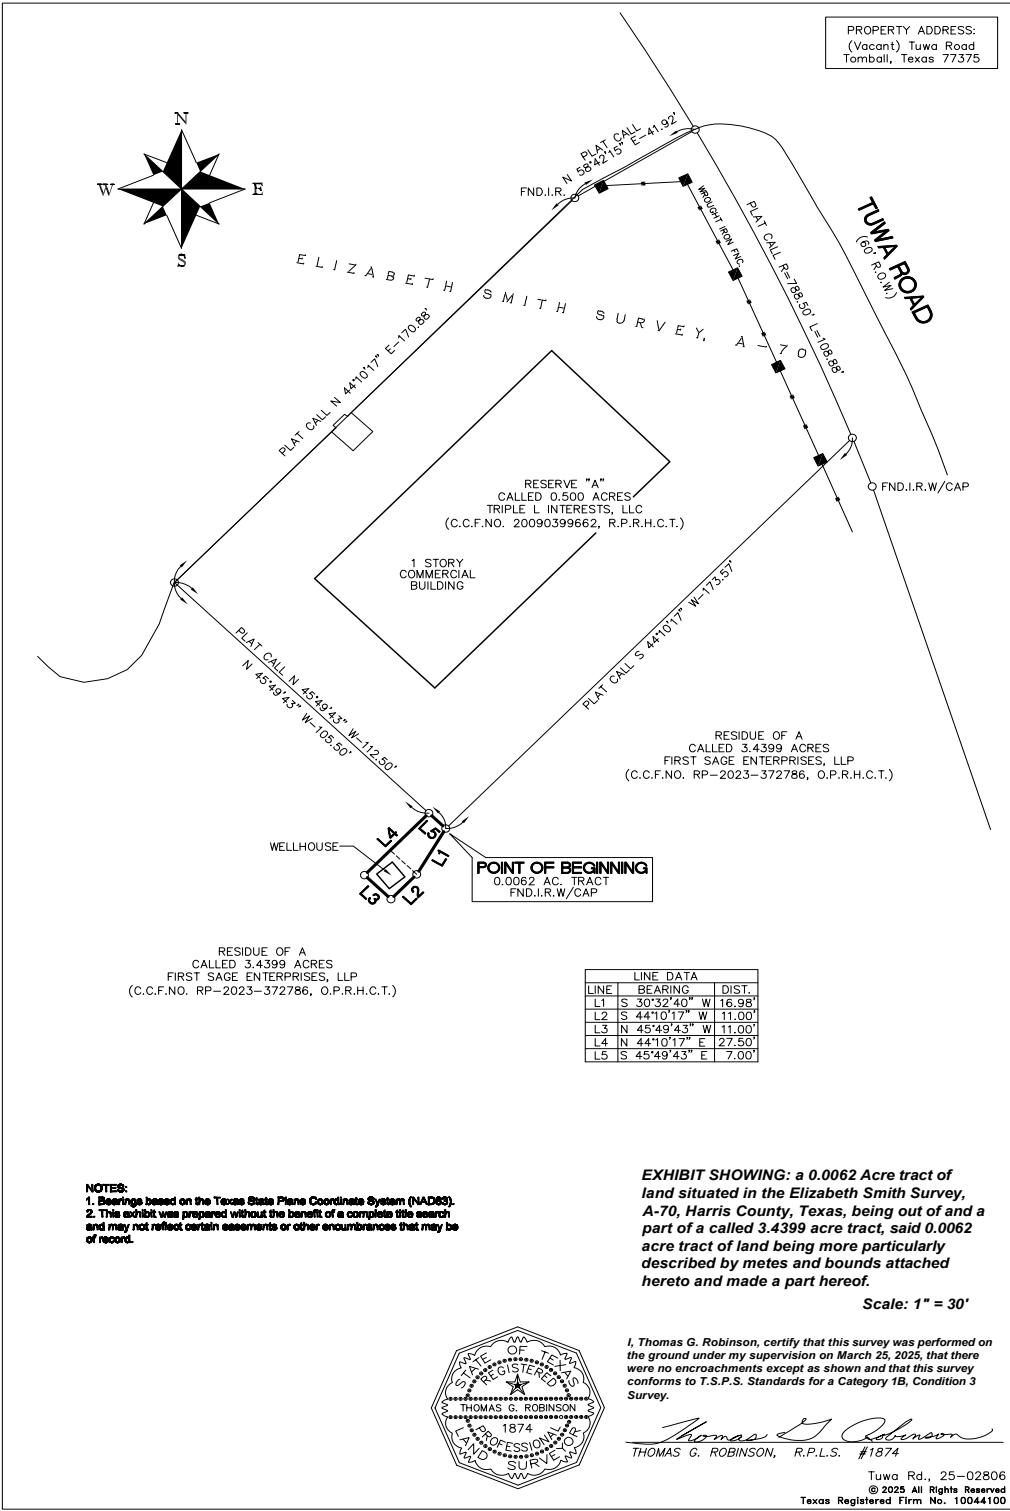 PROPERTY ADDRESS:
(Vacant) Tuwa Road
Tomball, Texas 77375
N
W
E
S
PLAT CALL
N 58°42'15" E-41.92'
FND.I.R.
WROUGHT IRON FNC.
PLAT CALL R=788.50' L=108.88'
TUWA ROAD
(60' R.O.W.)
ELIZABETH SMITH SURVEY, A-70
PLAT CALL N 44°10'17" E-170.88'
RESERVE "A"
CALLED 0.500 ACRES
TRIPLE L INTERESTS, LLC
(C.C.F.NO. 20090399662, R.P.R.H.C.T.)
FND.I.R.W/CAP
1 STORY
COMMERCIAL
BUILDING
PLAT CALL S 44°10'17" W-173.57'
PLAT CALL N 45°49'43" W-112.50'
N 45°49'43" W-105.50'
RESIDUE OF A
CALLED 3.4399 ACRES
FIRST SAGE ENTERPRISES, LLP
(C.C.F.NO. RP-2023-372786, O.P.R.H.C.T.)
WELLHOUSE
L4
L5
L1
L3
L2
POINT OF BEGINNING
0.0062 AC. TRACT
FND.I.R.W/CAP
RESIDUE OF A
CALLED 3.4399 ACRES
FIRST SAGE ENTERPRISES, LLP
(C.C.F.NO. RP-2023-372786, O.P.R.H.C.T.)
LINE DATA
LINE BEARING DIST.
L1 S 30°32'40" W 16.98'
L2 S 44°10'17" W 11.00'
L3 N 45°49'43" W 11.00'
L4 N 44°10'17" E 27.50'
L5 S 45°49'43" E 7.00'
NOTES:
1. Bearings based on the Texas State Plane Coordinate System (NAD83).
2. This exhibit was prepared without the benefit of a complete title search
and may not reflect certain easements or other encumbrances that may be
of record.
EXHIBIT SHOWING: a 0.0062 Acre tract of
land situated in the Elizabeth Smith Survey,
A-70, Harris County, Texas, being out of and a
part of a called 3.4399 acre tract, said 0.0062
acre tract of land being more particularly
described by metes and bounds attached
hereto and made a part hereof.
Scale: 1" = 30'
I, Thomas G. Robinson, certify that this survey was performed on
the ground under my supervision on March 25, 2025, that there
were no encroachments except as shown and that this survey
conforms to T.S.P.S. Standards for a Category 1B, Condition 3
Survey.
STATE OF TEXAS
REGISTERED
THOMAS G. ROBINSON
1874
PROFESSIONAL
LAND SURVEYOR
Thomas G Robinson
THOMAS G. ROBINSON, R.P.L.S. #1874
Tuwa Rd., 25-02806
© 2025 All Rights Reserved
Texas Registered Firm No. 10044100